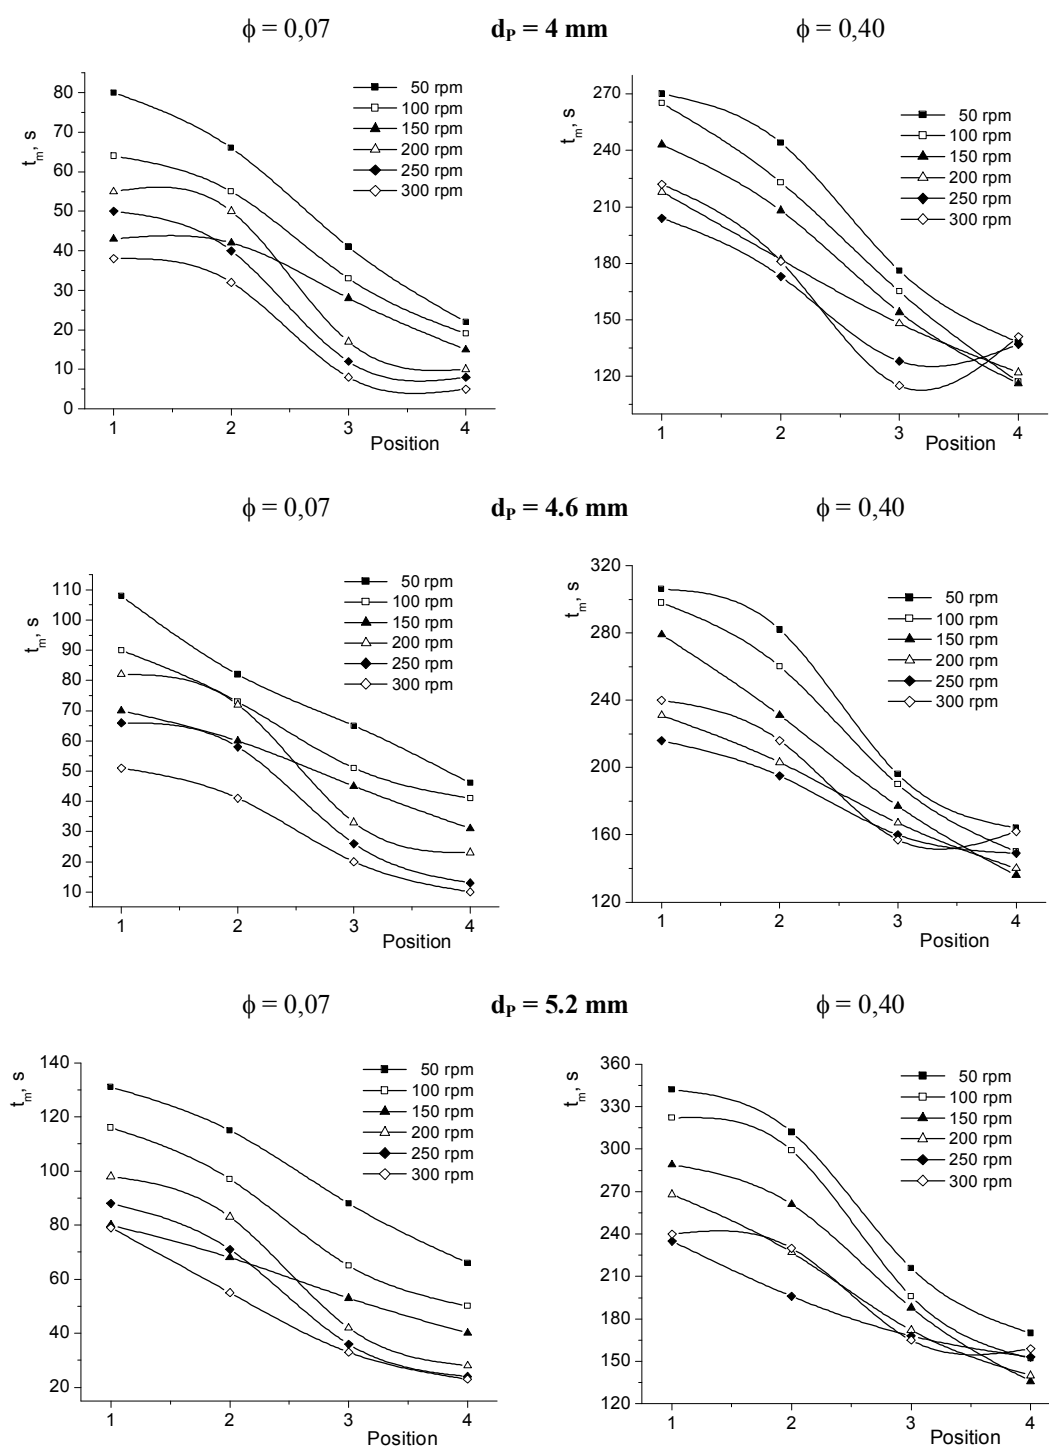 ϕ = 0,07 dP = 4 mm ϕ = 0,40
80
70
60
50
40
30
20
10
0
tm, s
50 rpm
100 rpm
150 rpm
200 rpm
250 rpm
300 rpm
1 2 3 4
Position
270
240
210
180
150
120
tm, s
50 rpm
100 rpm
150 rpm
200 rpm
250 rpm
300 rpm
1 2 3 4
Position
ϕ = 0,07 dP = 4.6 mm ϕ = 0,40
110
100
90
80
70
60
50
40
30
20
10
tm, s
50 rpm
100 rpm
150 rpm
200 rpm
250 rpm
300 rpm
1 2 3 4
Position
320
280
240
200
160
120
tm, s
50 rpm
100 rpm
150 rpm
200 rpm
250 rpm
300 rpm
1 2 3 4
Position
ϕ = 0,07 dP = 5.2 mm ϕ = 0,40
140
120
100
80
60
40
20
tm, s
50 rpm
100 rpm
150 rpm
200 rpm
250 rpm
300 rpm
1 2 3 4
Position
360
330
300
270
240
210
180
150
120
tm, s
50 rpm
100 rpm
150 rpm
200 rpm
250 rpm
300 rpm
1 2 3 4
Position